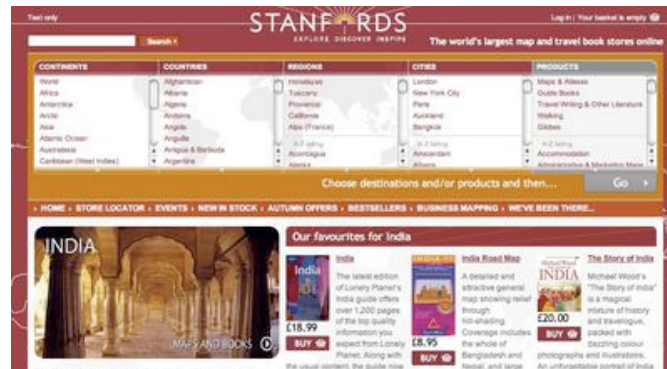 Text only
Log in | Your basket is empty
STANFORDS
EXPLORE DISCOVER INSPIRE
Search
The world's largest map and travel book stores online
CONTINENTS COUNTRIES REGIONS CITIES PRODUCTS
World Afghanistan Himalayas London Maps & Atlases
Africa Albania Tuscany New York City Guide Books
Antarctica Algeria Provence Paris Travel Writing & Other Literature
Arctic Andorra California Auckland Walking
Asia Angola Alps (France) Bangkok Globes
Atlantic Ocean Anguilla A-Z listing A-Z listing A-Z listing
Australasia Antigua & Barbuda Aconcagua Amsterdam Accommodation
Caribbean (West Indies) Argentina Alaska Athens Administrative & Marketing Maps
Choose destinations and/or products and then... Go
HOME STORE LOCATOR EVENTS NEW IN STOCK AUTUMN OFFERS BESTSELLERS BUSINESS MAPPING WE'VE BEEN THERE...
INDIA
MAPS AND BOOKS
Our favourites for India
India
India
The latest edition
of Lonely Planet's
India guide offers
over 1,200 pages
of the top quality
information you
expect from Lonely
Planet. Along with
the usual content, the guide now
£18.99
BUY
India Road Map
A detailed and
attractive general
map showing relief
through
hill-shading.
Coverage includes
the whole of
Bangladesh and
Nepal, and large
£8.95
BUY
The Story of India
Michael Wood
INDIA
Michael Wood's
"The Story of India"
is a magical
mixture of history
and travelogue,
packed with
dazzling colour
photographs and illustrations.
An unforgettable portrait of India
£20.00
BUY